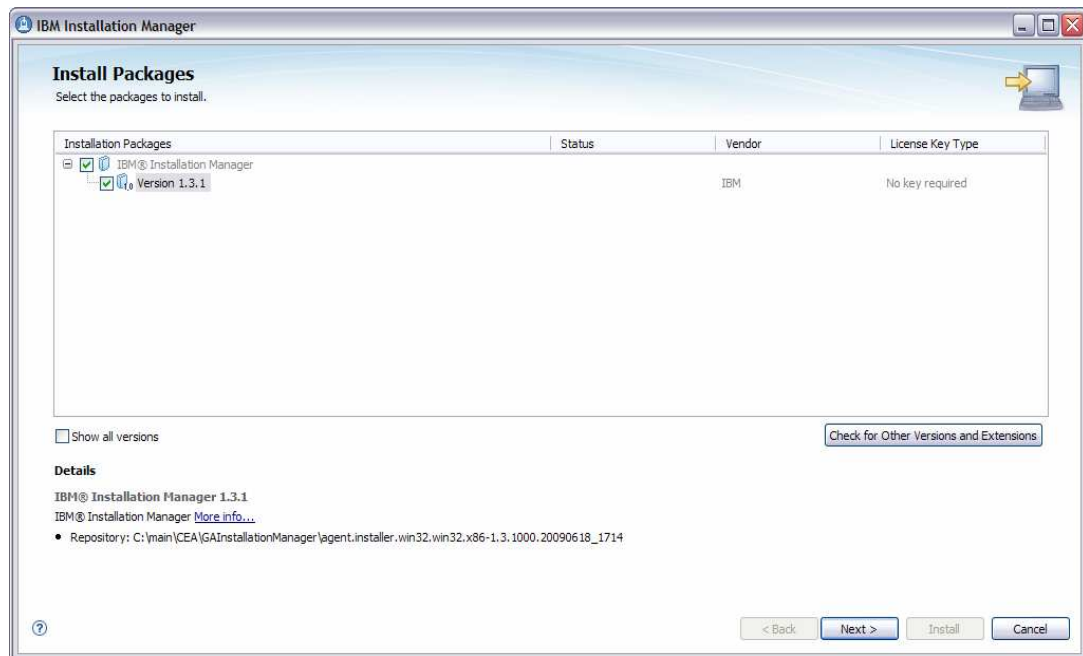 IBM Installation Manager
Install Packages
Select the packages to install.
Installation Packages Status Vendor License Key Type
IBM® Installation Manager
Version 1.3.1 IBM No key required
Show all versions Check for Other Versions and Extensions
Details
IBM® Installation Manager 1.3.1
IBM® Installation Manager More info...
• Repository: C:\main\CEA\GAInstallationManager\agent.installer.win32.win32.x86-1.3.1000.20090618_1714
? < Back Next > Install Cancel